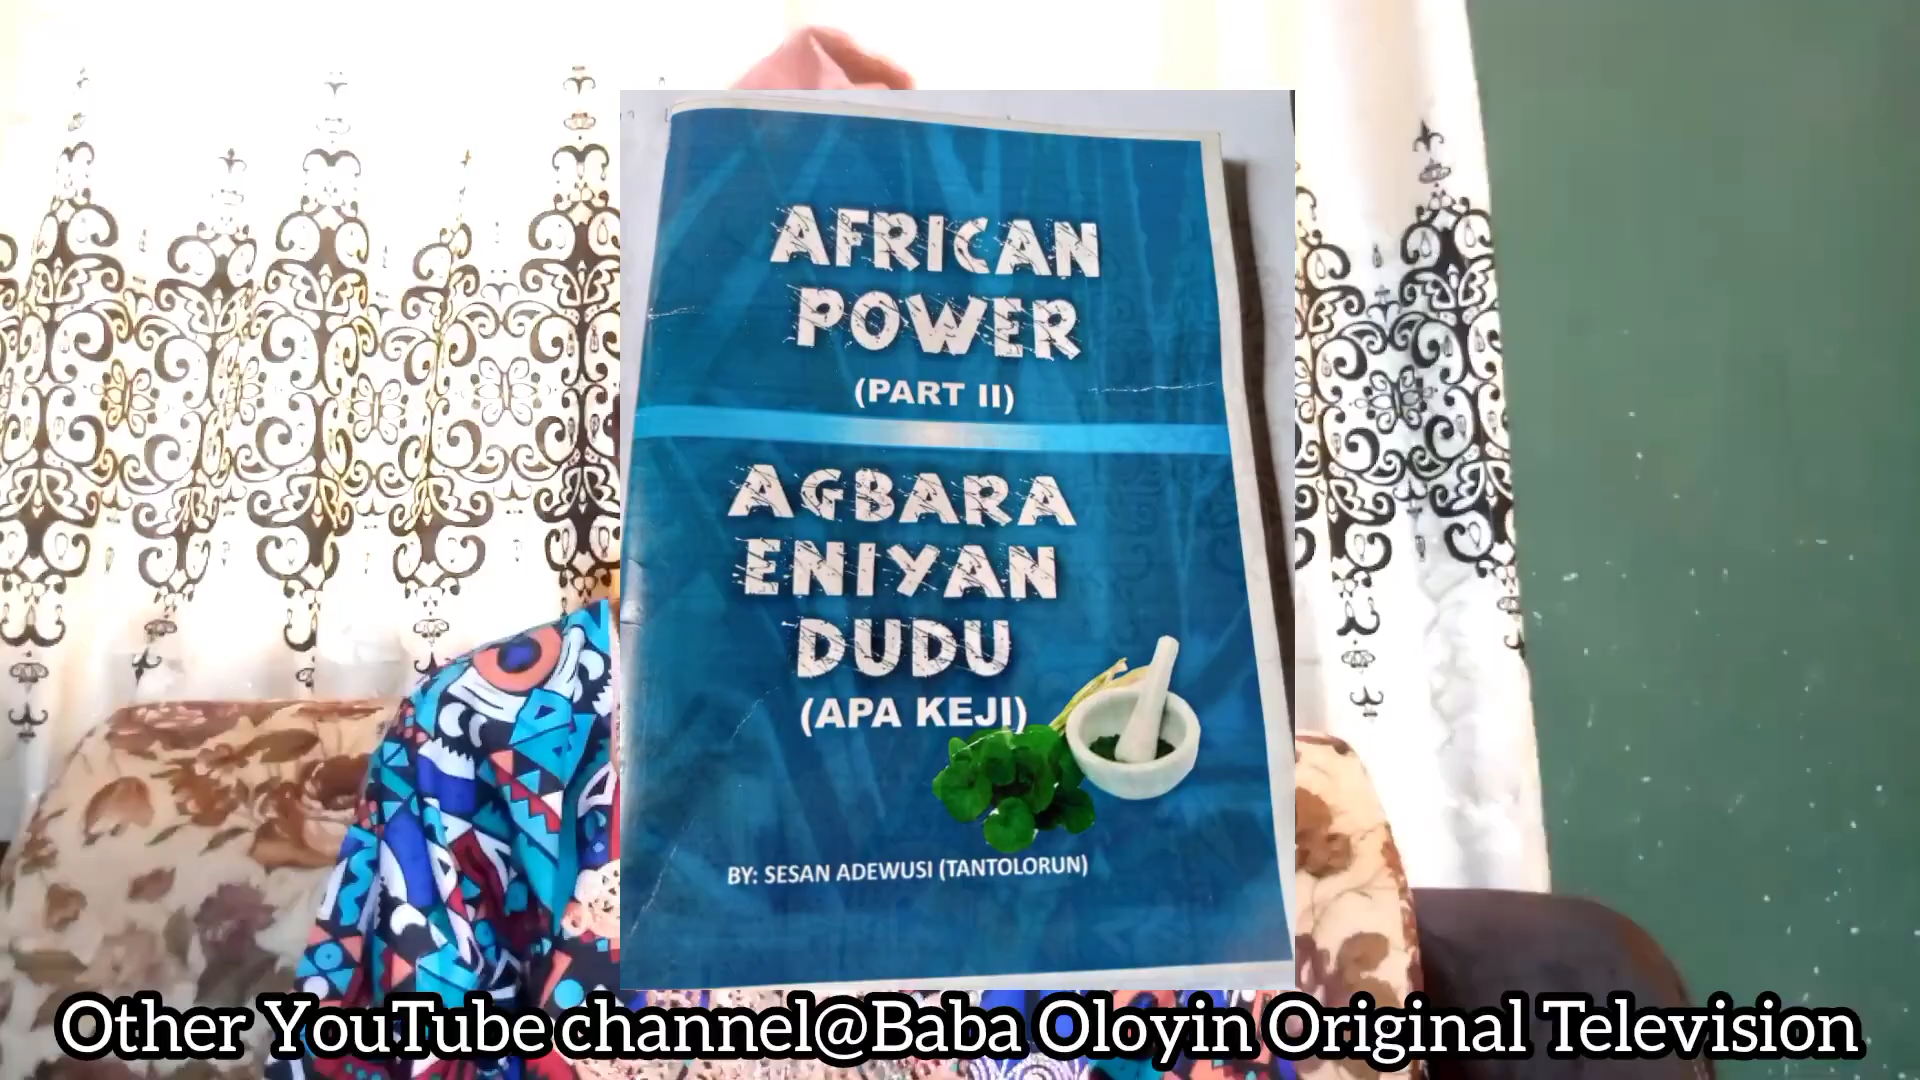 AFRICAN
POWER
(PART II)
AGBARA
ENIYAN
DUDU
(APA KEJI)
BY: SESAN ADEWUSI (TANTOLORUN)
Other YouTube channel@Baba Oloyin Original Television